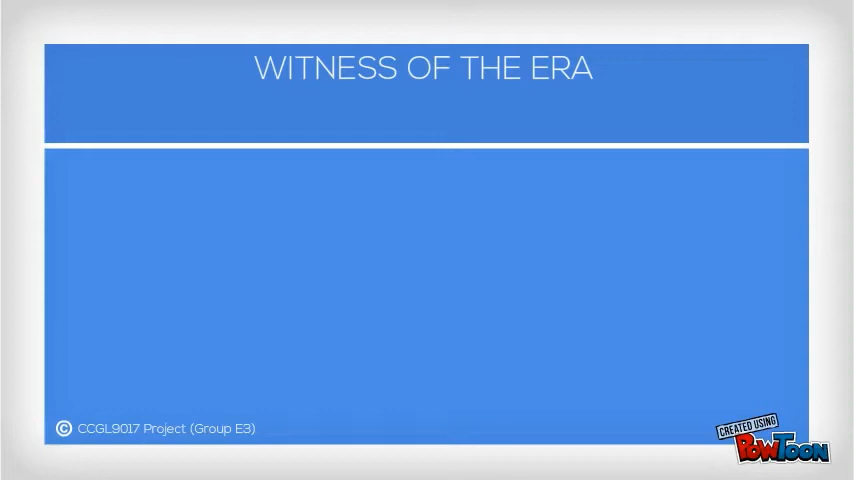 WITNESS OF THE ERA
© CCGL9017 Project (Group E3)
CREATED USING
POWTOON